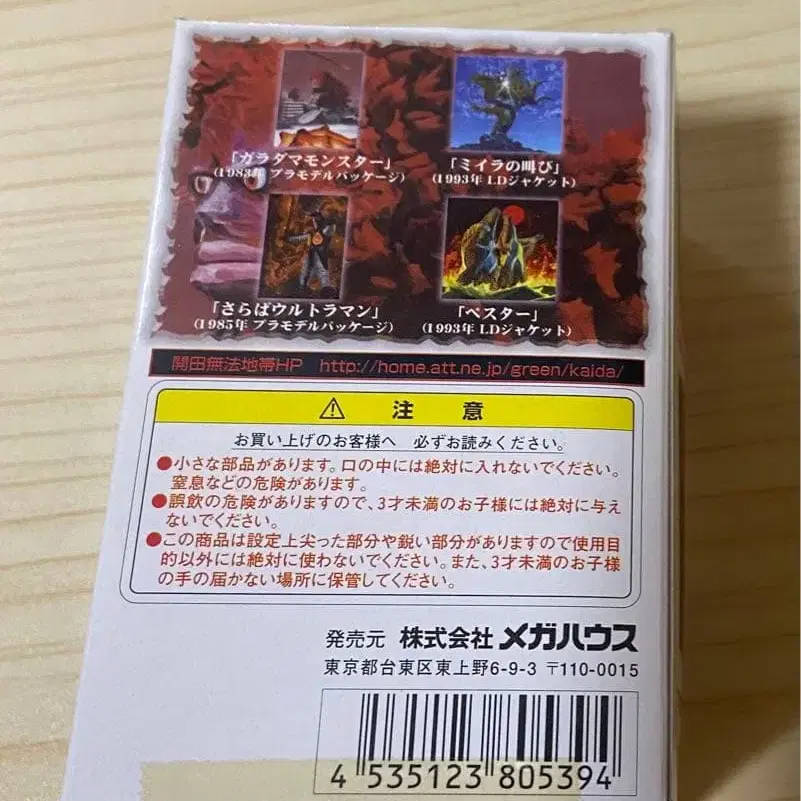 「ガラダマモンスター」
(1983年 プラモデルパッケージ)
「ミイラの叫び」
(1993年 LDジャケット)
「さらばウルトラマン」
(1985年 プラモデルパッケージ)
「ペスター」
(1993年 LDジャケット)
開田無法地帯HP http://home.att.ne.jp/green/kaida/
注意
お買い上げのお客様へ 必ずお読みください。
●小さな部品があります。口の中には絶対に入れないでください。
窒息などの危険があります。
●誤飲の危険がありますので、3才未満のお子様には絶対に与え
ないでください。
●この商品は設定上尖った部分や鋭い部分がありますので使用目
的以外には絶対に使わないでください。また、3才未満のお子様
の手の届かない場所に保管してください。
発売元 株式会社 メガハウス
東京都台東区東上野6-9-3 〒110-0015
4 535123 805394